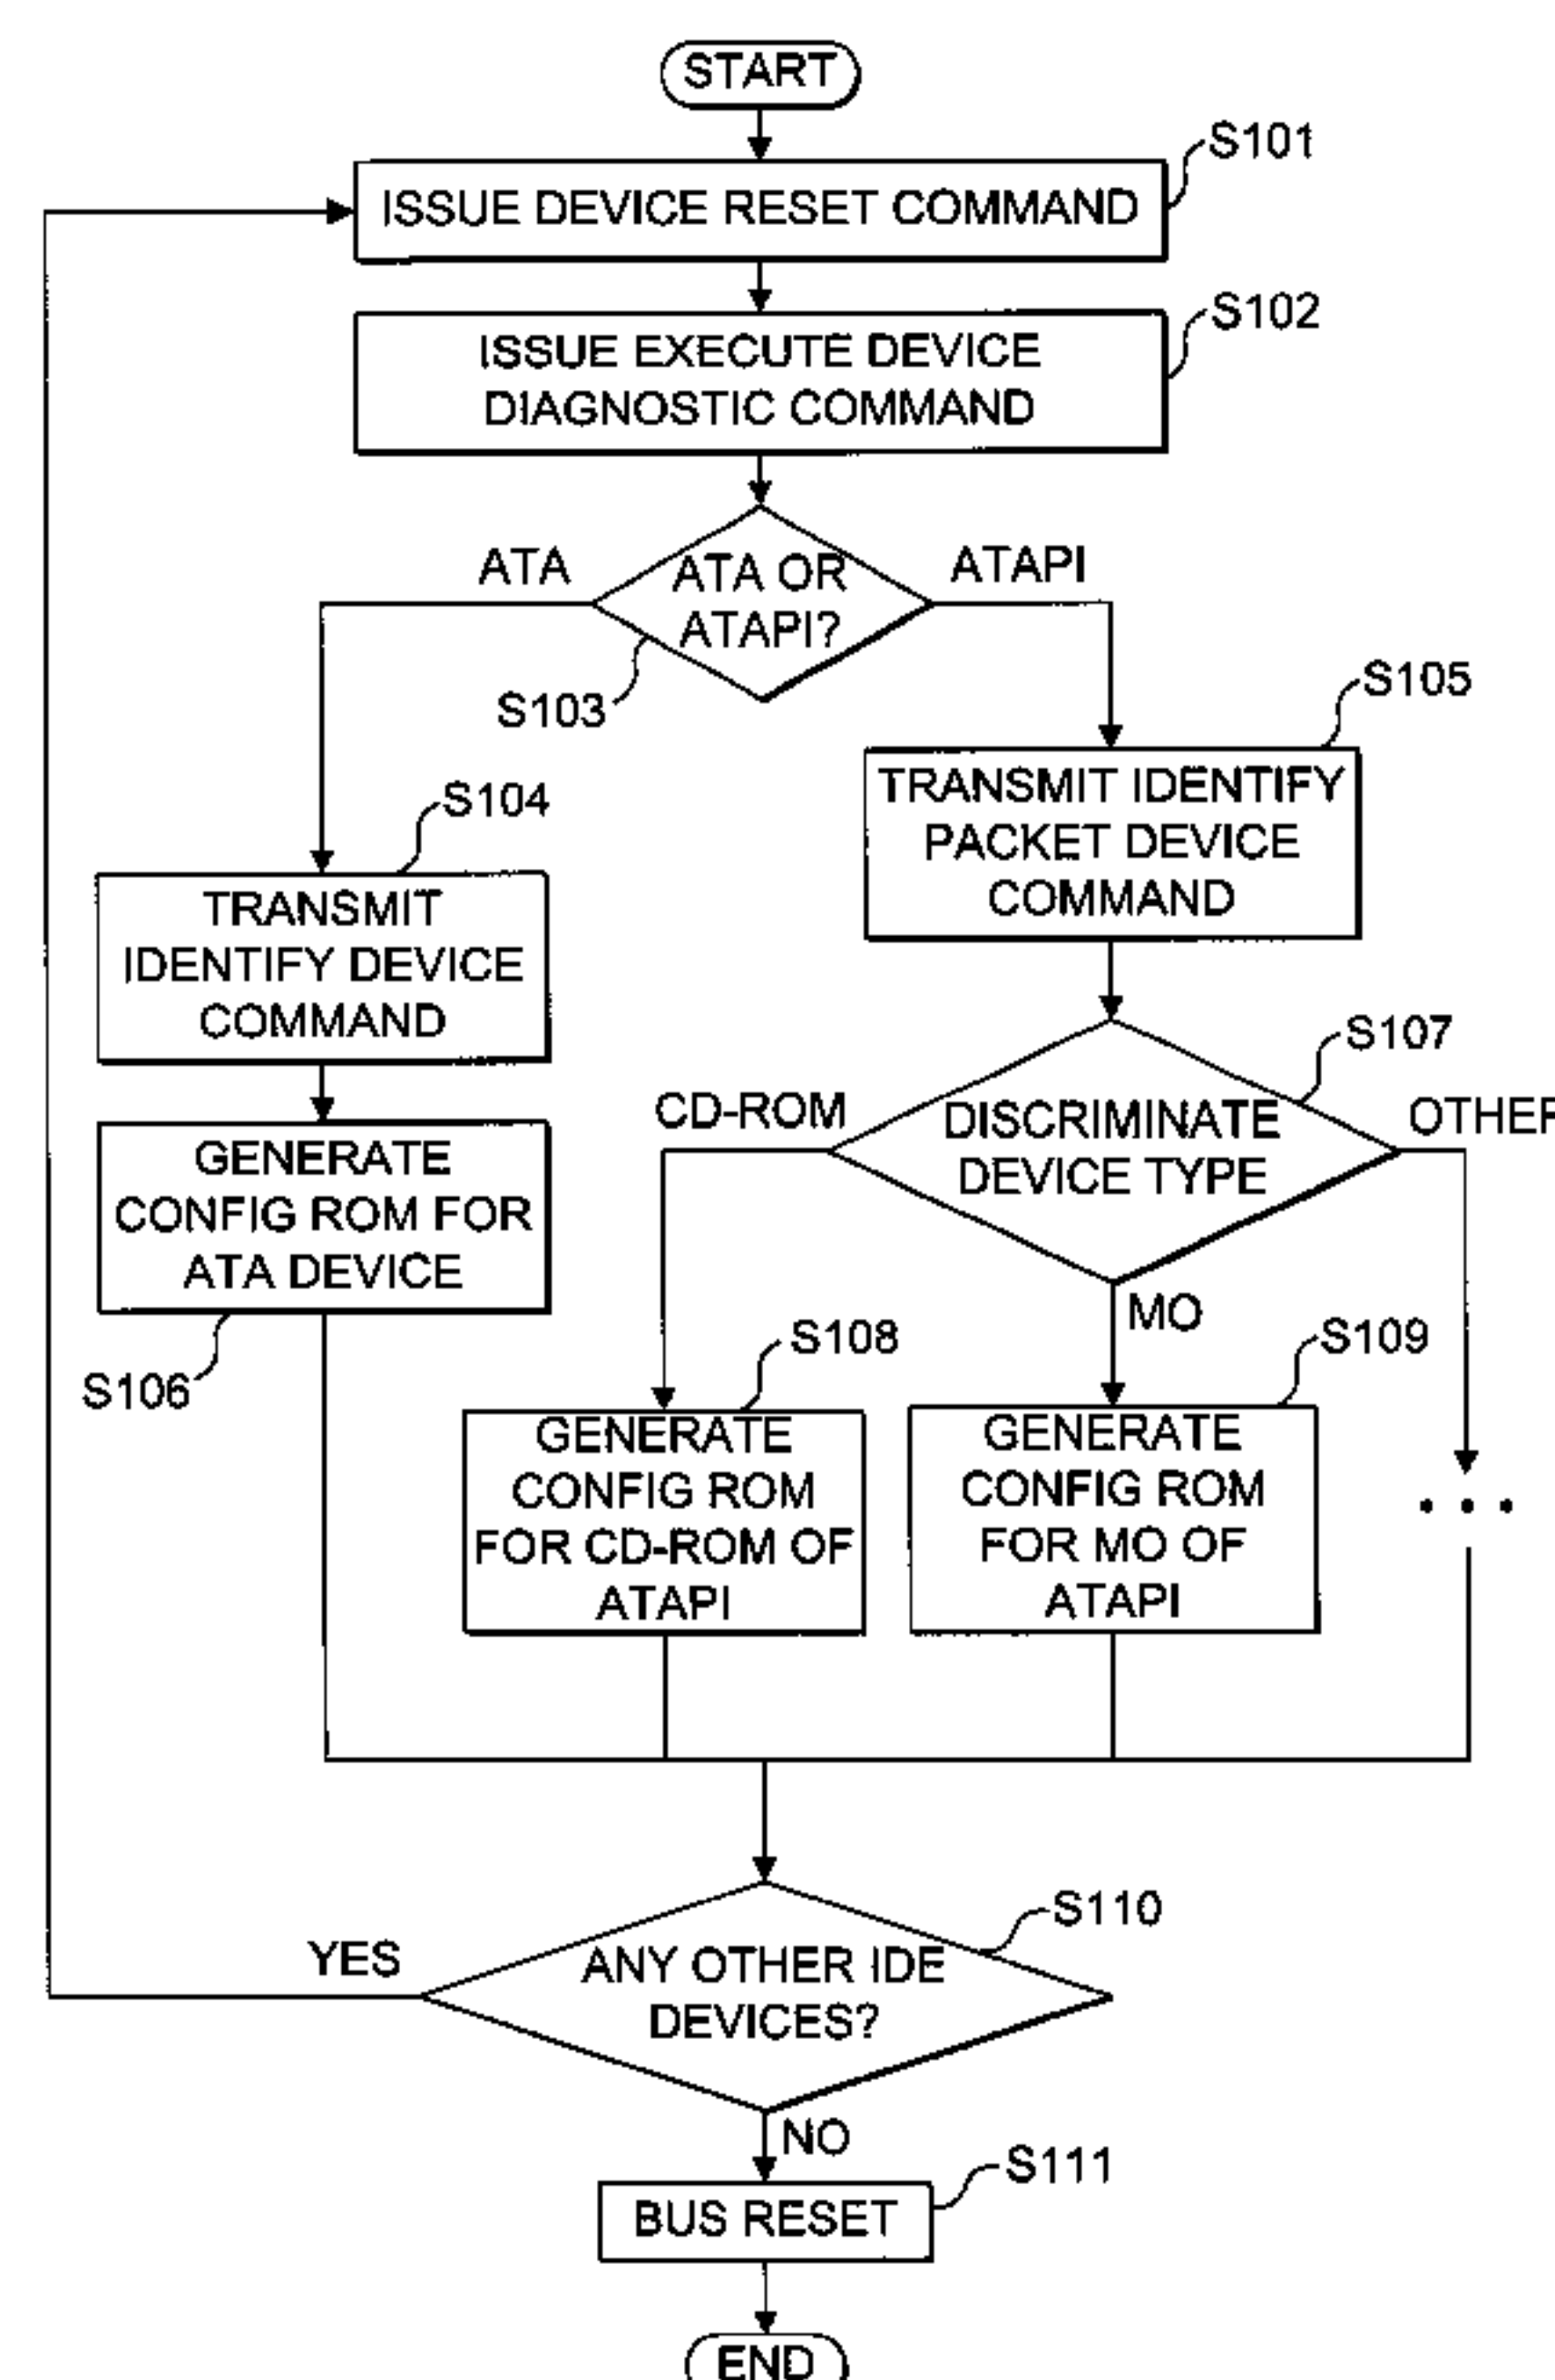 START
S101
ISSUE DEVICE RESET COMMAND
S102
ISSUE EXECUTE DEVICE
DIAGNOSTIC COMMAND
ATA
ATA OR
ATAPI?
ATAPI
S103
S105
TRANSMIT IDENTIFY
PACKET DEVICE
COMMAND
S104
TRANSMIT
IDENTIFY DEVICE
COMMAND
S107
CD-ROM
DISCRIMINATE
DEVICE TYPE
OTHER
GENERATE
CONFIG ROM FOR
ATA DEVICE
MO
S106
S108
S109
GENERATE
CONFIG ROM
FOR CD-ROM OF
ATAPI
GENERATE
CONFIG ROM
FOR MO OF
ATAPI
. . .
S110
YES
ANY OTHER IDE
DEVICES?
NO
S111
BUS RESET
END